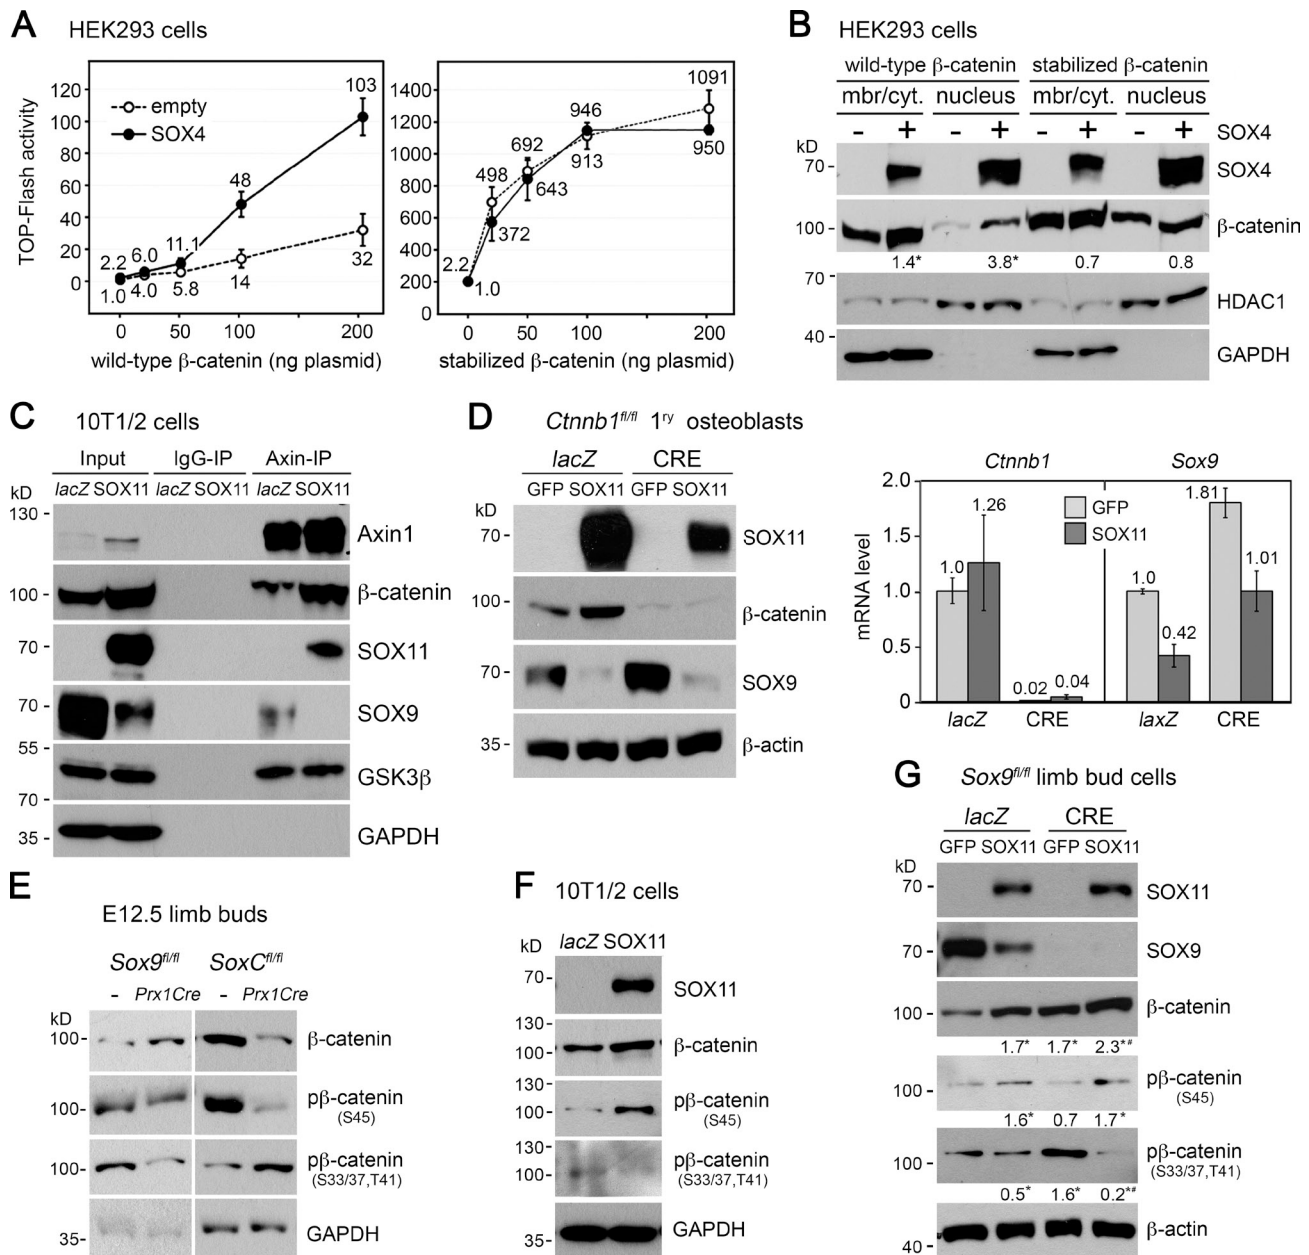 A HEK293 cells
TOP-Flash activity
120
100
80
60
40
20
0
empty
SOX4
103
48
11.1
6.0
2.2
1.0
4.0
5.8
14
32
0 50 100 200
wild-type β-catenin (ng plasmid)
1400
1200
1000
800
600
400
200
0
1091
946
692
498
950
913
643
372
2.2
1.0
0 50 100 200
stabilized β-catenin (ng plasmid)
B HEK293 cells
wild-type β-catenin stabilized β-catenin
mbr/cyt. nucleus mbr/cyt. nucleus
- + - + - + - + SOX4
kD
70 SOX4
100 β-catenin
1.4* 3.8* 0.7 0.8
70 HDAC1
40 GAPDH
C 10T1/2 cells
Input IgG-IP Axin-IP
kD lacZ SOX11 lacZ SOX11 lacZ SOX11
130 Axin1
100 β-catenin
70 SOX11
70 SOX9
55 GSK3β
70
35 GAPDH
D Ctnnb1fl/fl 1ry osteoblasts
lacZ CRE
kD GFP SOX11 GFP SOX11
70 SOX11
100 β-catenin
70 SOX9
35 β-actin
Ctnnb1 Sox9
mRNA level
2.0
1.5
1.0
0.5
0
GFP
SOX11
1.0 1.26 0.02 0.04 1.0 0.42 1.81 1.01
lacZ CRE laxZ CRE
E E12.5 limb buds
Sox9fl/fl SoxCfl/fl
- Prx1Cre - Prx1Cre
kD
100 β-catenin
100 pβ-catenin
(S45)
100 pβ-catenin
(S33/37,T41)
35 GAPDH
F 10T1/2 cells
kD lacZ SOX11
70 SOX11
130
100 β-catenin
130
100 pβ-catenin
(S45)
130
100 pβ-catenin
(S33/37,T41)
35 GAPDH
G Sox9fl/fl limb bud cells
lacZ CRE
GFP SOX11 GFP SOX11
kD
70 SOX11
70 SOX9
100 β-catenin
1.7* 1.7* 2.3*#
100 pβ-catenin
(S45)
1.6* 0.7 1.7*
100 pβ-catenin
(S33/37,T41)
0.5* 1.6* 0.2*#
40 β-actin